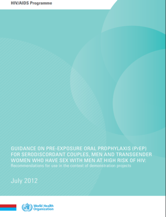 HIV/AIDS Programme
GUIDANCE ON PRE-EXPOSURE ORAL PROPHYLAXIS (PrEP)
FOR SERODISCORDANT COUPLES, MEN AND TRANSGENDER
WOMEN WHO HAVE SEX WITH MEN AT HIGH RISK OF HIV:
Recommendations for use in the context of demonstration projects
July 2012
World Health
Organization